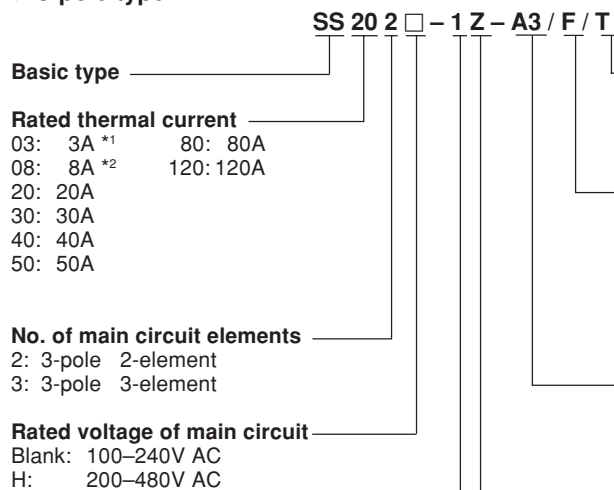 SS 20 2 □ – 1 Z – A3 / F / T
Basic type
Rated thermal current
03: 3A *1 80: 80A
08: 8A *2 120: 120A
20: 20A
30: 30A
40: 40A
50: 50A
No. of main circuit elements
2: 3-pole 2-element
3: 3-pole 3-element
Rated voltage of main circuit
Blank: 100–240V AC
H: 200–480V AC